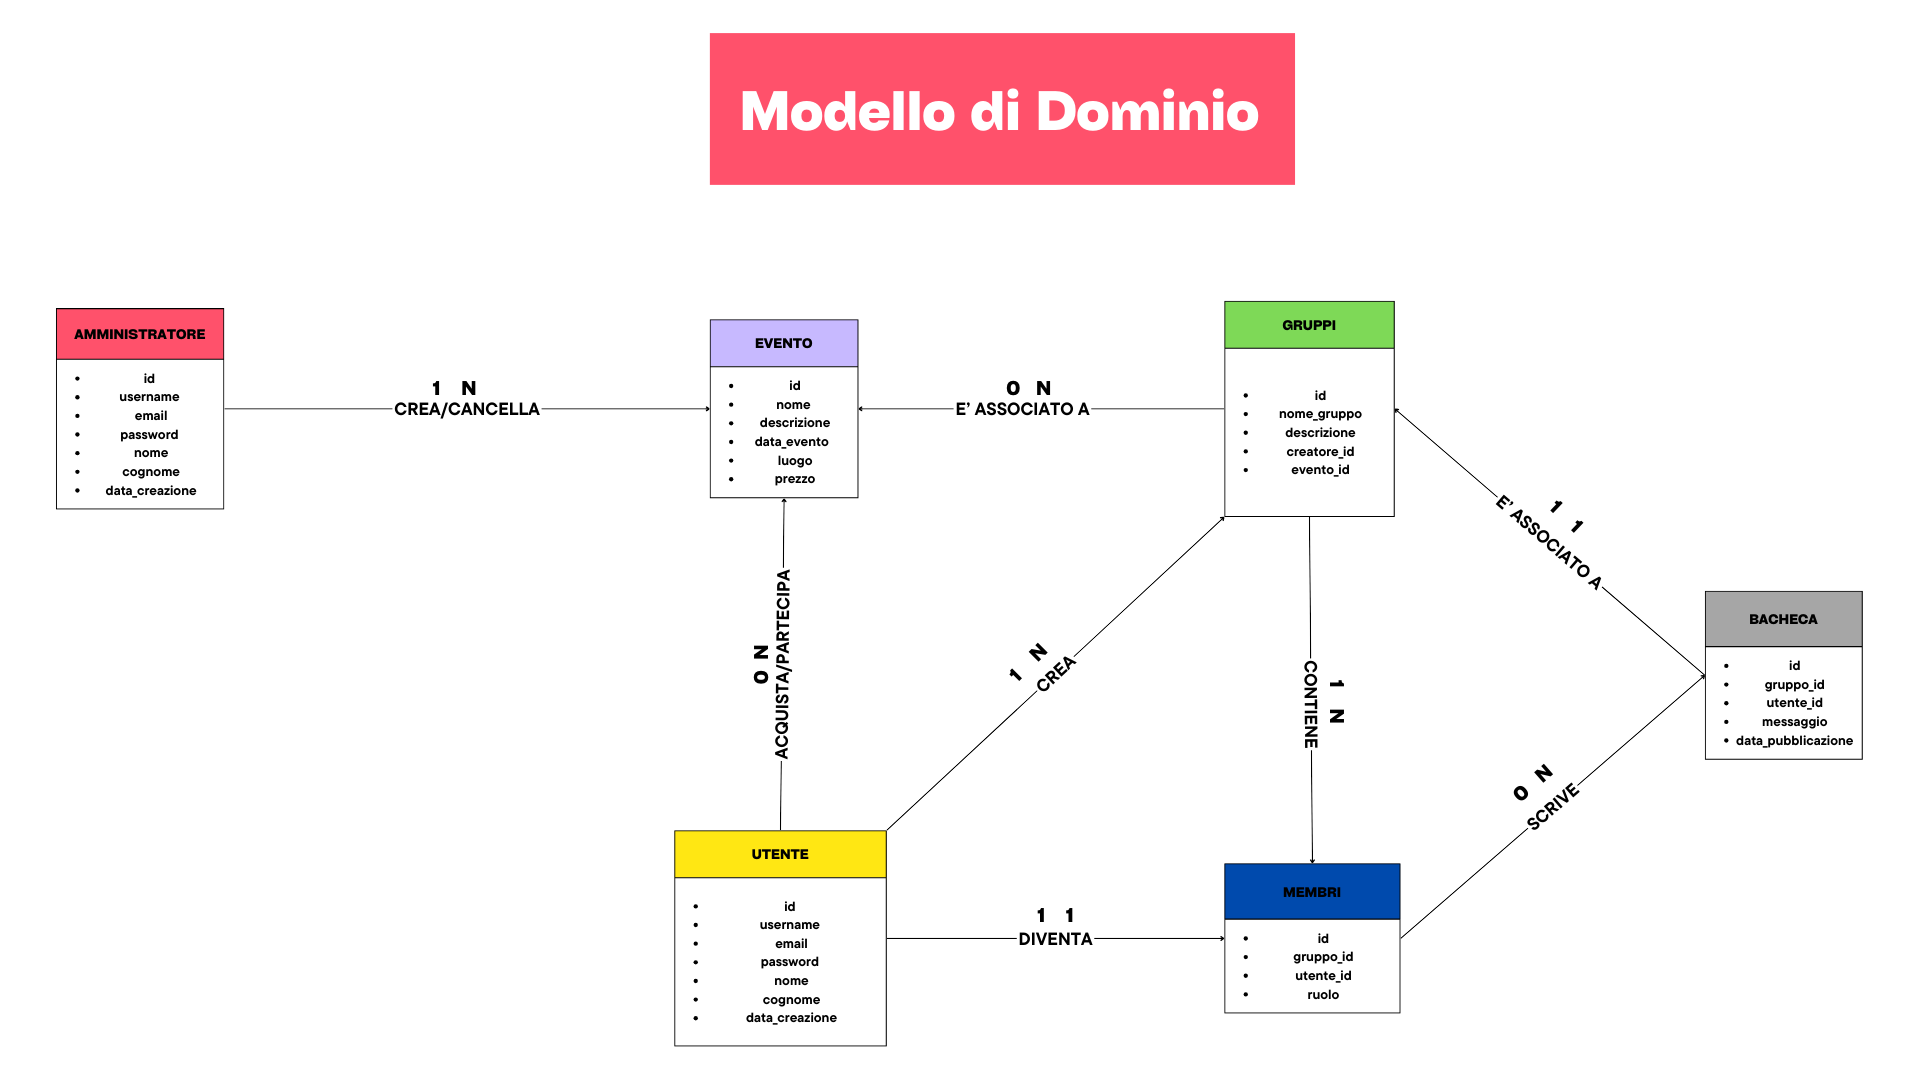 Modello di Dominio
AMMINISTRATORE
id
username
email
password
nome
cognome
data_creazione
1 N
CREA/CANCELLA
EVENTO
id
nome
descrizione
data_evento
luogo
prezzo
0 N
E' ASSOCIATO A
GRUPPI
id
nome_gruppo
descrizione
creatore_id
evento_id
1 1
E' ASSOCIATO A
BACHECA
id
gruppo_id
utente_id
messaggio
data_pubblicazione
0 N
ACQUISTA/PARTECIPA
1 N
CREA
1 N
CONTIENE
0 N
SCRIVE
UTENTE
id
username
email
password
nome
cognome
data_creazione
1 1
DIVENTA
MEMBRI
id
gruppo_id
utente_id
ruolo